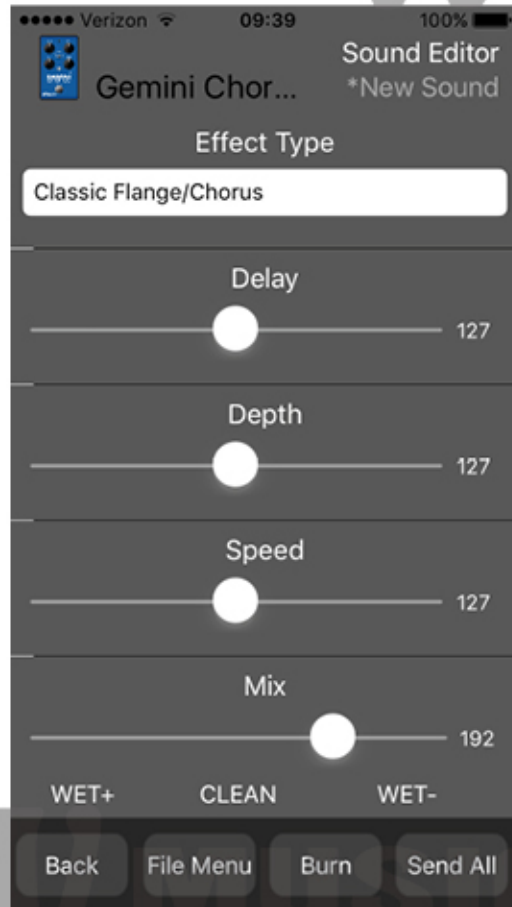 Verizon 09:39 100%
Sound Editor
Gemini Chor... *New Sound
Effect Type
Classic Flange/Chorus
Delay
127
Depth
127
Speed
127
Mix
192
WET+ CLEAN WET-
Back File Menu Burn Send All